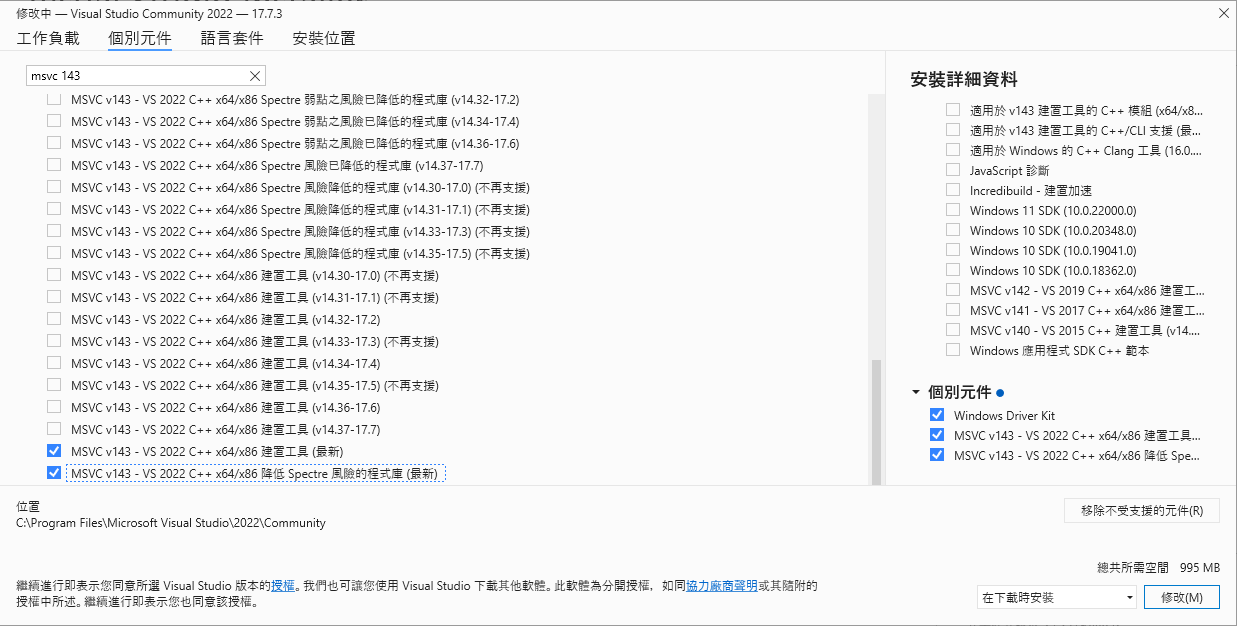 修改中 — Visual Studio Community 2022 — 17.7.3
工作負載 個別元件 語言套件 安裝位置
msvc 143
MSVC v143 - VS 2022 C++ x64/x86 Spectre 弱點之風險已降低的程式庫 (v14.32-17.2)
MSVC v143 - VS 2022 C++ x64/x86 Spectre 弱點之風險已降低的程式庫 (v14.34-17.4)
MSVC v143 - VS 2022 C++ x64/x86 Spectre 弱點之風險已降低的程式庫 (v14.36-17.6)
MSVC v143 - VS 2022 C++ x64/x86 Spectre 風險已降低的程式庫 (v14.37-17.7)
MSVC v143 - VS 2022 C++ x64/x86 Spectre 風險降低的程式庫 (v14.30-17.0) (不再支援)
MSVC v143 - VS 2022 C++ x64/x86 Spectre 風險降低的程式庫 (v14.31-17.1) (不再支援)
MSVC v143 - VS 2022 C++ x64/x86 Spectre 風險降低的程式庫 (v14.33-17.3) (不再支援)
MSVC v143 - VS 2022 C++ x64/x86 Spectre 風險降低的程式庫 (v14.35-17.5) (不再支援)
MSVC v143 - VS 2022 C++ x64/x86 建置工具 (v14.30-17.0) (不再支援)
MSVC v143 - VS 2022 C++ x64/x86 建置工具 (v14.31-17.1) (不再支援)
MSVC v143 - VS 2022 C++ x64/x86 建置工具 (v14.32-17.2)
MSVC v143 - VS 2022 C++ x64/x86 建置工具 (v14.33-17.3) (不再支援)
MSVC v143 - VS 2022 C++ x64/x86 建置工具 (v14.34-17.4)
MSVC v143 - VS 2022 C++ x64/x86 建置工具 (v14.35-17.5) (不再支援)
MSVC v143 - VS 2022 C++ x64/x86 建置工具 (v14.36-17.6)
MSVC v143 - VS 2022 C++ x64/x86 建置工具 (v14.37-17.7)
MSVC v143 - VS 2022 C++ x64/x86 建置工具 (最新)
MSVC v143 - VS 2022 C++ x64/x86 降低 Spectre 風險的程式庫 (最新)
安裝詳細資料
適用於 v143 建置工具的 C++ 模組 (x64/x8...
適用於 v143 建置工具的 C++/CLI 支援 (最...
適用於 Windows 的 C++ Clang 工具 (16.0....
JavaScript 診斷
Incredibuild - 建置加速
Windows 11 SDK (10.0.22000.0)
Windows 10 SDK (10.0.20348.0)
Windows 10 SDK (10.0.19041.0)
Windows 10 SDK (10.0.18362.0)
MSVC v142 - VS 2019 C++ x64/x86 建置工...
MSVC v141 - VS 2017 C++ x64/x86 建置工...
MSVC v140 - VS 2015 C++ 建置工具 (v14....
Windows 應用程式 SDK C++ 範本
個別元件
Windows Driver Kit
MSVC v143 - VS 2022 C++ x64/x86 建置工具...
MSVC v143 - VS 2022 C++ x64/x86 降低 Spe...
位置
C:\Program Files\Microsoft Visual Studio\2022\Community
移除不受支援的元件(R)
總共所需空間 995 MB
繼續進行即表示您同意所選 Visual Studio 版本的授權。我們也可讓您使用 Visual Studio 下載其他軟體。此軟體為分開授權，如同協力廠商聲明或其隨附的
授權中所述。繼續進行即表示您也同意該授權。
在下載時安裝
修改(M)